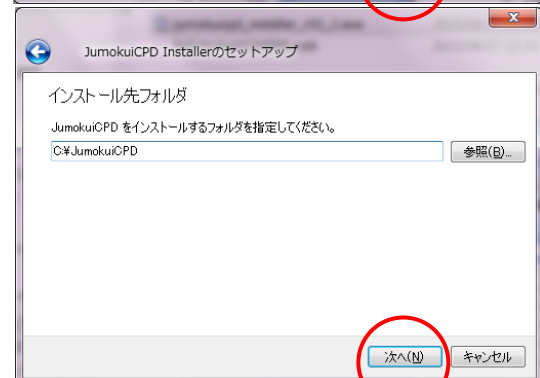 JumokuiCPD Installerのセットアップ
インストール先フォルダ
JumokuiCPD をインストールするフォルダを指定してください。
C:¥JumokuiCPD
参照(B)...
次へ(N)
キャンセル